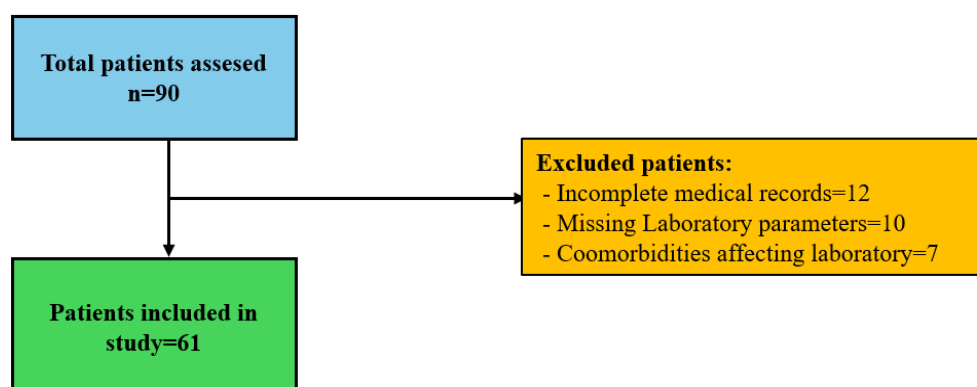 Total patients assesed
n=90
Excluded patients:
- Incomplete medical records=12
- Missing Laboratory parameters=10
- Coomorbidities affecting laboratory=7
Patients included in
study=61